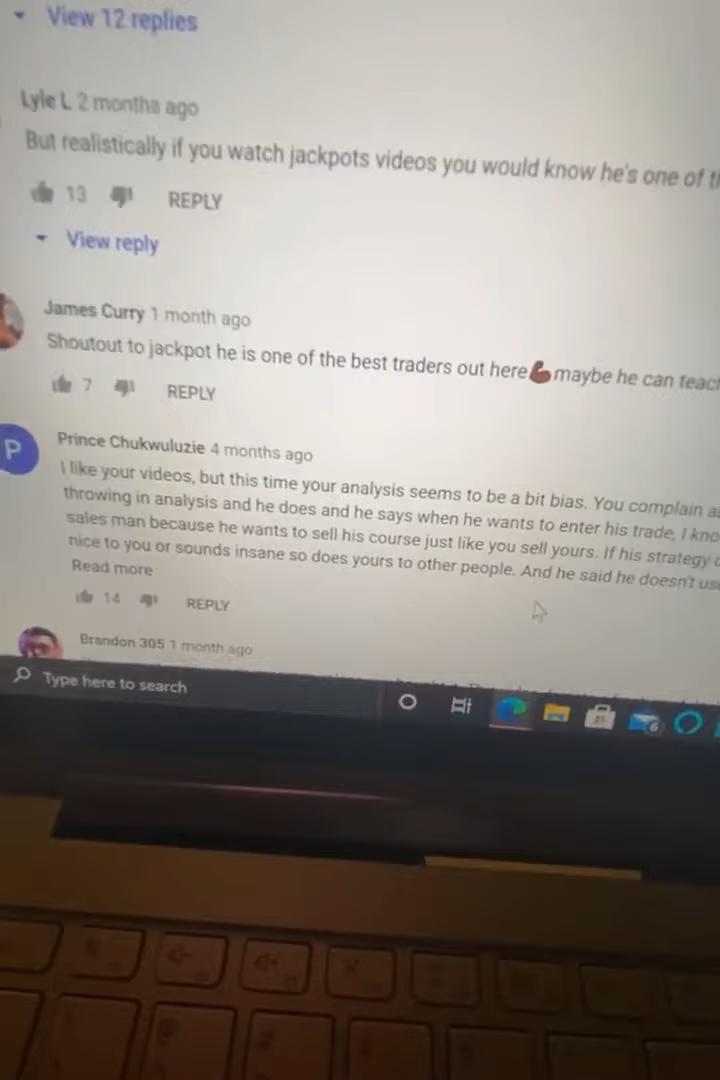 View 12 replies
Lyle L 2 months ago
But realistically if you watch jackpots videos you would know he's one of
13 REPLY
View reply
James Curry 1 month ago
Shoutout to jackpot he is one of the best traders out here💪🏿maybe he can teach
7 REPLY
P
Prince Chukwuluzie 4 months ago
I like your videos, but this time your analysis seems to be a bit bias. You complain
throwing in analysis and he does and he says when he wants to enter his trade, I
sales man because he wants to sell his course just like you sell yours. If his strategy
nice to you or sounds insane so does yours to other people. And he said he doesn't
Read more
14 REPLY
Brandon 305 1 month ago
Type here to search
6